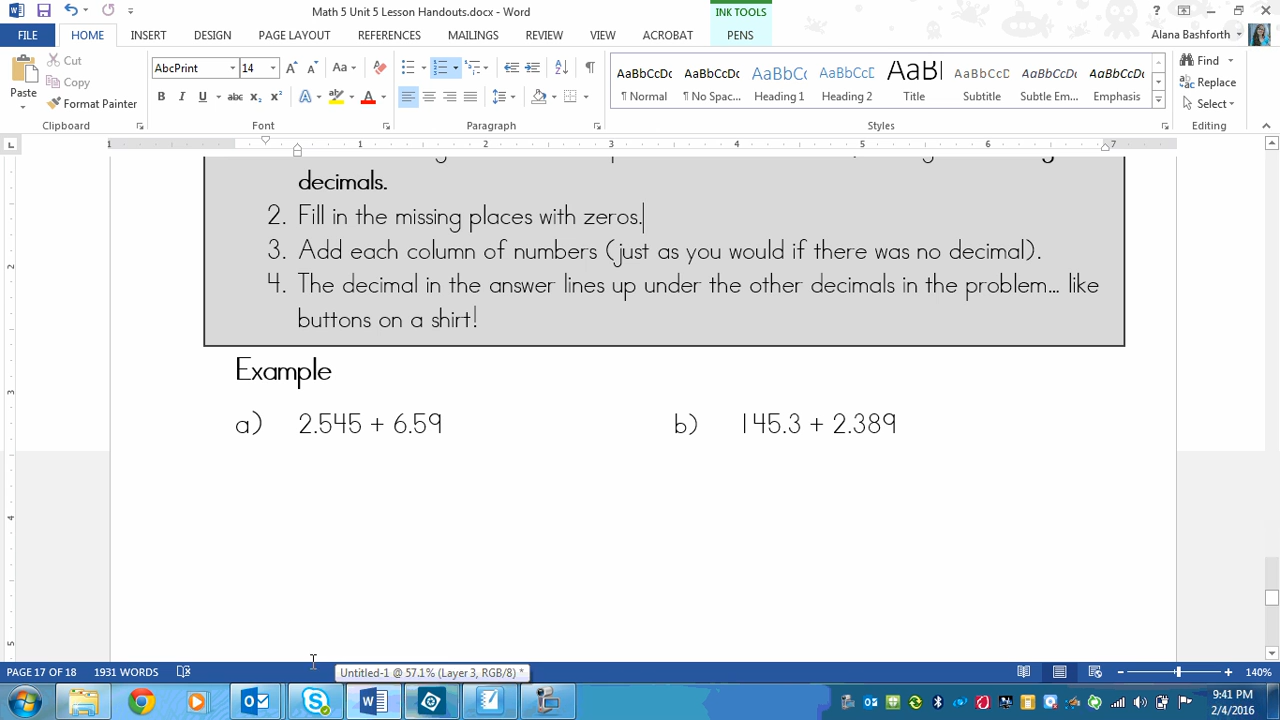 Math 5 Unit 5 Lesson Handouts.docx - Word
INK TOOLS
FILE HOME INSERT DESIGN PAGE LAYOUT REFERENCES MAILINGS REVIEW VIEW ACROBAT PENS Alana Bashforth
Paste
Cut
Copy
Format Painter
Clipboard
AbcPrint 14
Font
Paragraph
AaBbCcDc AaBbCcDc AaBbC AaBbCcC AaBl AaBbCcD AaBbCcDc AaBbCcDc
¶ Normal ¶ No Spac... Heading 1 Heading 2 Title Subtitle Subtle Em... Emphasis
Styles
Find
Replace
Select
Editing
decimals.
2. Fill in the missing places with zeros.
3. Add each column of numbers (just as you would if there was no decimal).
4. The decimal in the answer lines up under the other decimals in the problem... like
buttons on a shirt!
Example
a) 2.545 + 6.59
b) 145.3 + 2.389
PAGE 17 OF 18 1931 WORDS
Untitled-1 @ 57.1% (Layer 3, RGB/8) *
140%
9:41 PM
2/4/2016